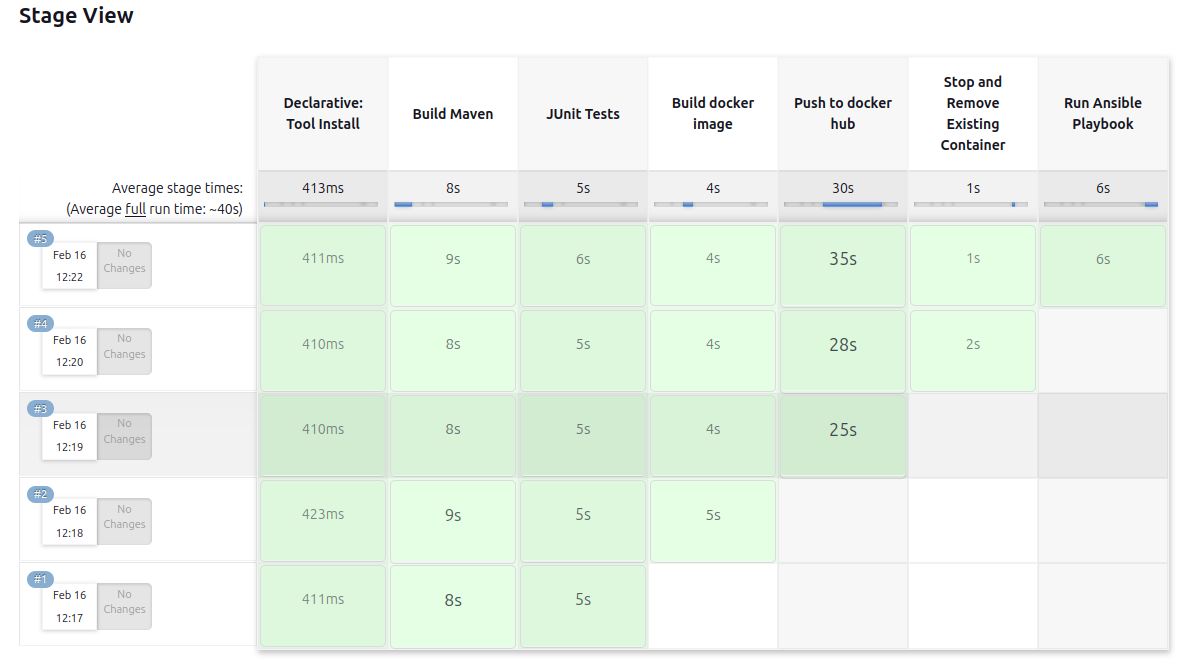 Stage View
Declarative:
Tool Install
Build Maven
JUnit Tests
Build docker
image
Push to docker
hub
Stop and
Remove
Existing
Container
Run Ansible
Playbook
Average stage times:
(Average full run time: ~40s)
413ms
8s
5s
4s
30s
1s
6s
#5
Feb 16
12:22
No
Changes
411ms
9s
6s
4s
35s
1s
6s
#4
Feb 16
12:20
No
Changes
410ms
8s
5s
4s
28s
2s
#3
Feb 16
12:19
No
Changes
410ms
8s
5s
4s
25s
#2
Feb 16
12:18
No
Changes
423ms
9s
5s
5s
#1
Feb 16
12:17
No
Changes
411ms
8s
5s